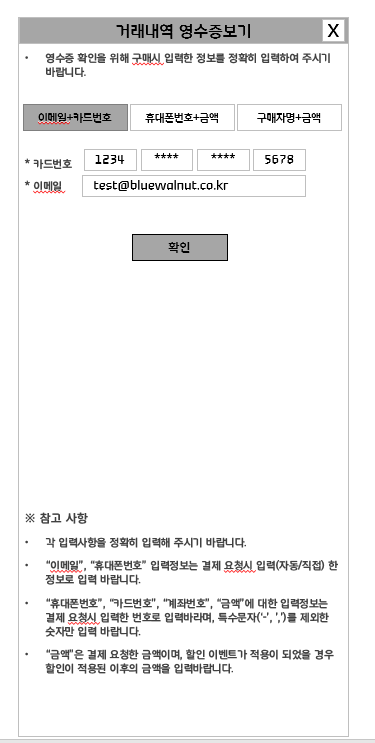 거래내역 영수증보기 X
• 영수증 확인을 위해 구매시 입력한 정보를 정확히 입력하여 주시기
바랍니다.
이메일+카드번호 휴대폰번호+금액 구매자명+금액
* 카드번호 1234 **** **** 5678
* 이메일 test@bluewalnut.co.kr
확인
※ 참고 사항
• 각 입력사항을 정확히 입력해 주시기 바랍니다.
• “이메일”, “휴대폰번호” 입력정보는 결제 요청시 입력(자동/직접) 한
정보로 입력 바랍니다.
• “휴대폰번호”, “카드번호”, “계좌번호”, “금액”에 대한 입력정보는
결제 요청시 입력한 번호로 입력바라며, 특수문자(‘-’, ‘,’)를 제외한
숫자만 입력 바랍니다.
• “금액”은 결제 요청한 금액이며, 할인 이벤트가 적용이 되었을 경우
할인이 적용된 이후의 금액을 입력바랍니다.